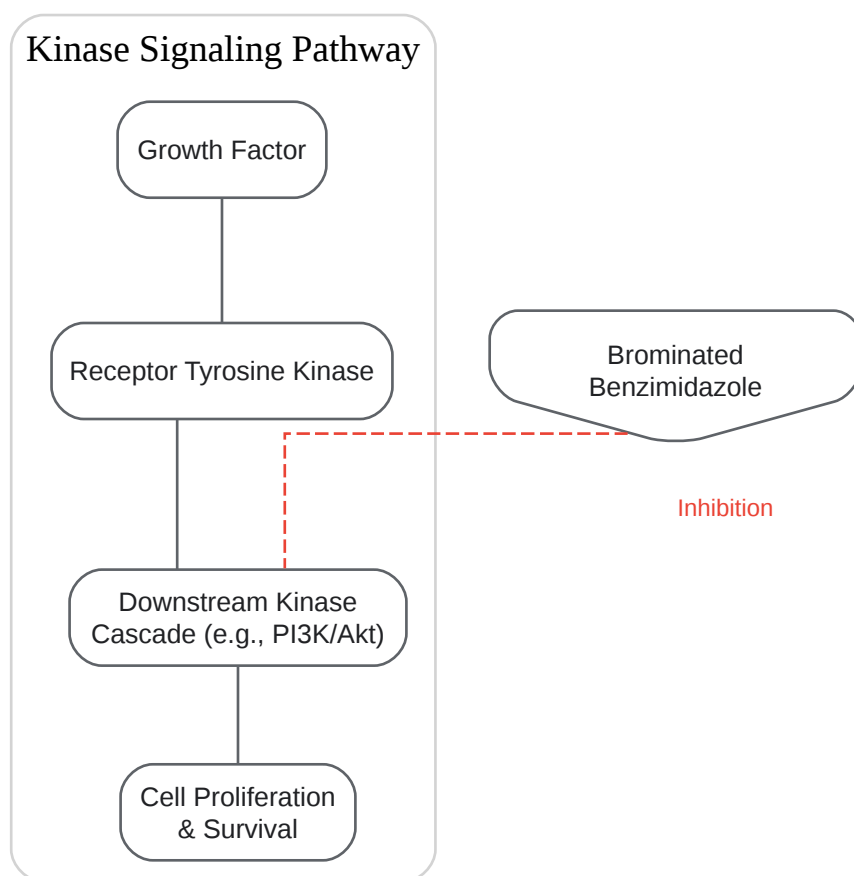 Kinase Signaling Pathway
Growth Factor
Receptor Tyrosine Kinase
Brominated
Benzimidazole
Inhibition
Downstream Kinase
Cascade (e.g., PI3K/Akt)
Cell Proliferation
& Survival